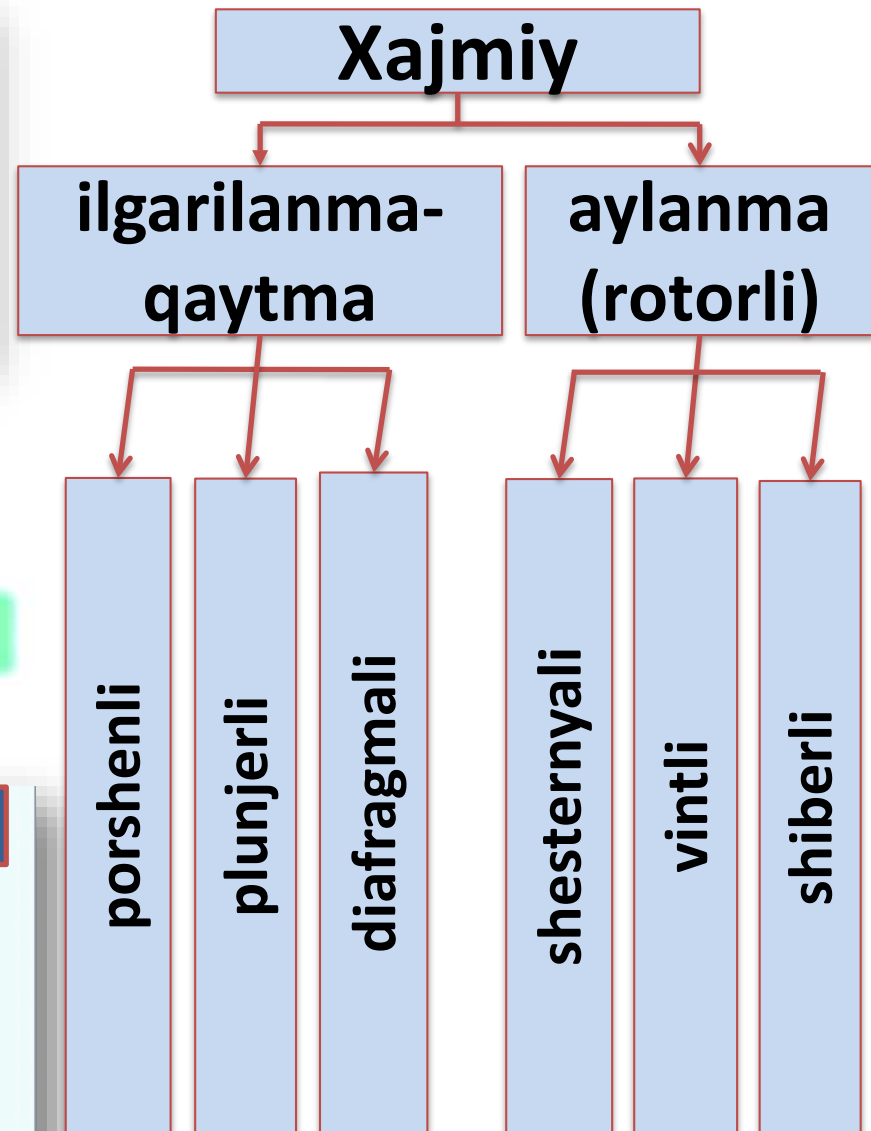 Xajmiy
ilgarilanma-
qaytma
aylanma
(rotorli)
porshenli
plunjerli
diafragmali
shesternyali
vintli
shiberli